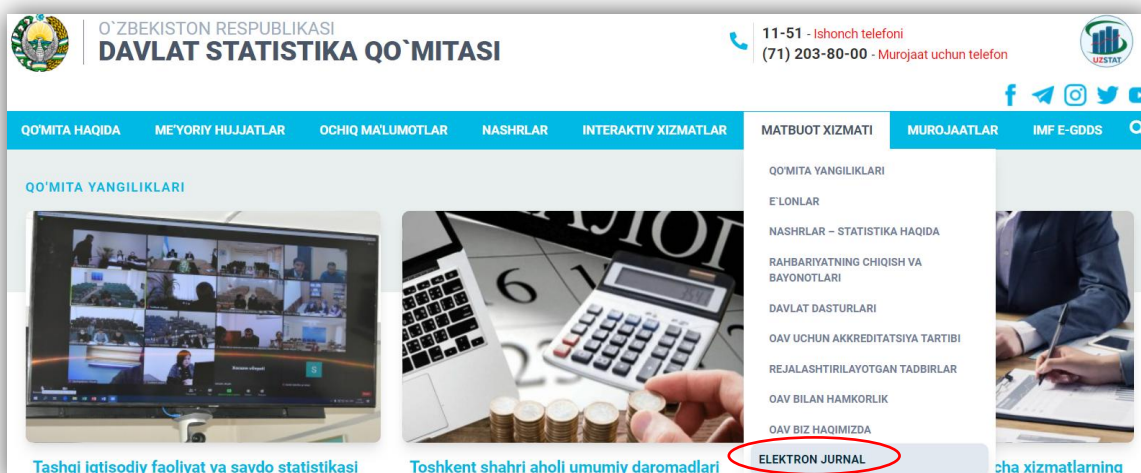 O`ZBEKISTON RESPUBLIKASI
DAVLAT STATISTIKA QO`MITASI
11-51 - Ishonch telefoni
(71) 203-80-00 - Murojaat uchun telefon
UZSTAT
QO'MITA HAQIDA ME'YORIY HUJJATLAR OCHIQ MA'LUMOTLAR NASHRLAR INTERAKTIV XIZMATLAR MATBUOT XIZMATI MUROJAATLAR IMF E-GDDS
QO'MITA YANGILIKLARI
QO'MITA YANGILIKLARI
E`LONLAR
NASHRLAR – STATISTIKA HAQIDA
RAHBARIYATNING CHIQISH VA
BAYONOTLARI
DAVLAT DASTURLARI
OAV UCHUN AKKREDITATSIYA TARTIBI
REJALASHTIRILAYOTGAN TADBIRLAR
OAV BILAN HAMKORLIK
OAV BIZ HAQIMIZDA
ELEKTRON JURNAL
Tashqi iqtisodiy faoliyat va savdo statistikasi
Toshkent shahri aholi umumiy daromadlari
cha xizmatlarning